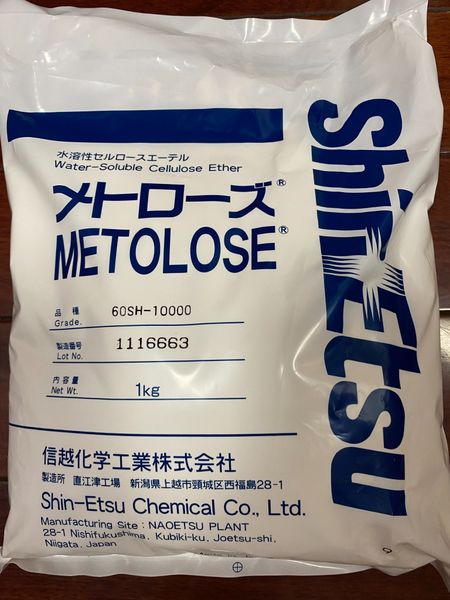 水溶性セルロースエーテル
Water-Soluble Cellulose Ether
メトローズ®
METOLOSE®
品種 60SH-10000
Grade.
製造番号 1116663
Lot No.
内容量 1kg
Net Wt.
信越化学工業株式会社
製造所 直江津工場 新潟県上越市頸城区西福島28-1
Shin-Etsu Chemical Co., Ltd.
Manufacturing Site : NAOETSU PLANT
28-1 Nishifukushima, Kubiki-ku, Joetsu-shi,
Niigata, Japan
Shin-Etsu